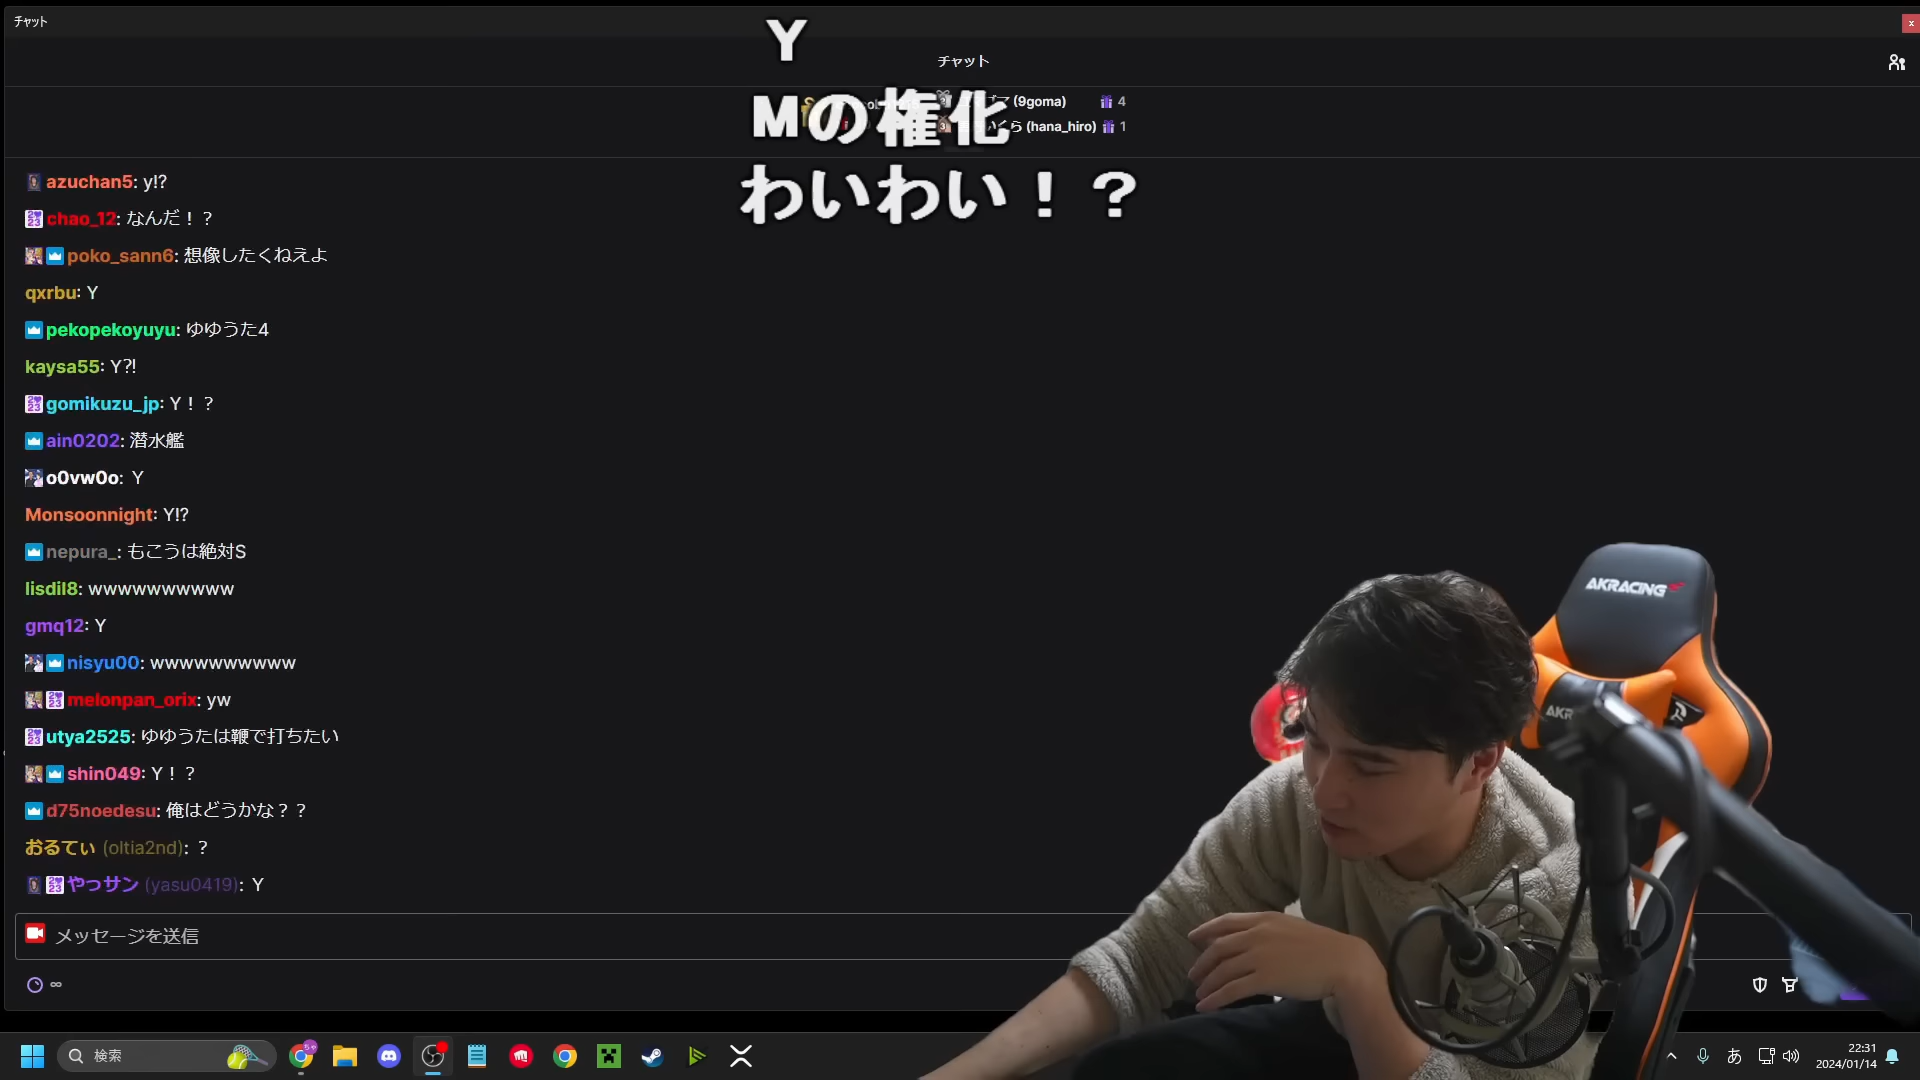 チャット
Y
チャット
(9goma) 4
Mの権化
くら (hana_hiro) 1
わいわい！？
azuchan5: y!?
chao_12: なんだ！？
poko_sann6: 想像したくねえよ
qxrbu: Y
pekopekoyuyu: ゆゆうた4
kaysa55: Y?!
gomikuzu_jp: Y！？
ain0202: 潜水艦
o0vw0o: Y
Monsoonnight: Y!?
nepura_: もこうは絶対S
lisdil8: wwwwwwwwww
gmq12: Y
nisyu00: wwwwwwwwww
melonpan_orix: yw
utya2525: ゆゆうたは鞭で打ちたい
shin049: Y！？
d75noedesu: 俺はどうかな？？
おるてぃ (oltia2nd): ？
やっサン (yasu0419): Y
メッセージを送信
∞
AKRACING
AKR
検索
あ
22:31
2024/01/14